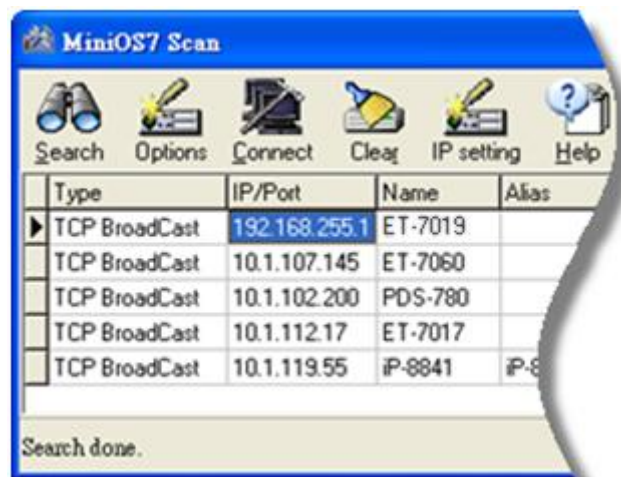 MiniOS7 Scan
Search Options Connect Clear IP setting Help
Type IP/Port Name Alias
TCP BroadCast 192.168.255.1 ET-7019
TCP BroadCast 10.1.107.145 ET-7060
TCP BroadCast 10.1.102.200 PDS-780
TCP BroadCast 10.1.112.17 ET-7017
TCP BroadCast 10.1.119.55 iP-8841
Search done.